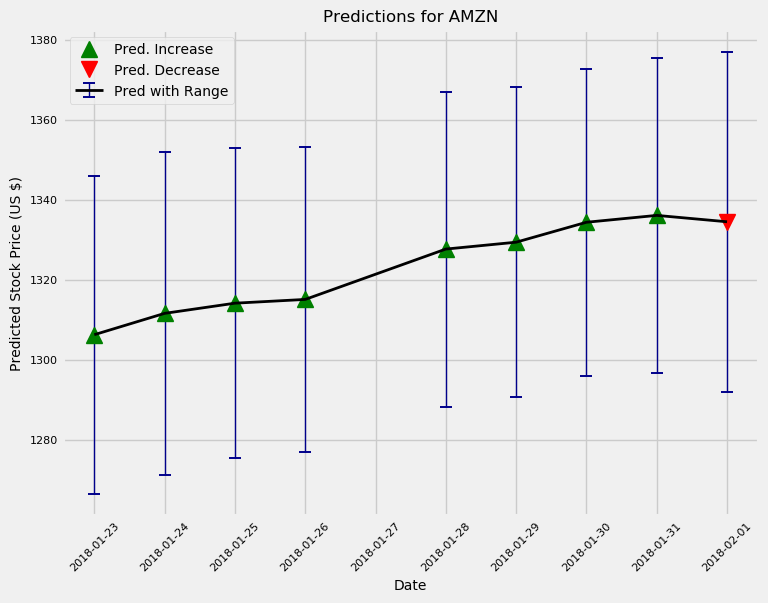 Predictions for AMZN
Pred. Increase
Pred. Decrease
Pred with Range
Predicted Stock Price (US $)
1380
1360
1340
1320
1300
1280
2018-01-23
2018-01-24
2018-01-25
2018-01-26
2018-01-27
2018-01-28
2018-01-29
2018-01-30
2018-01-31
2018-02-01
Date